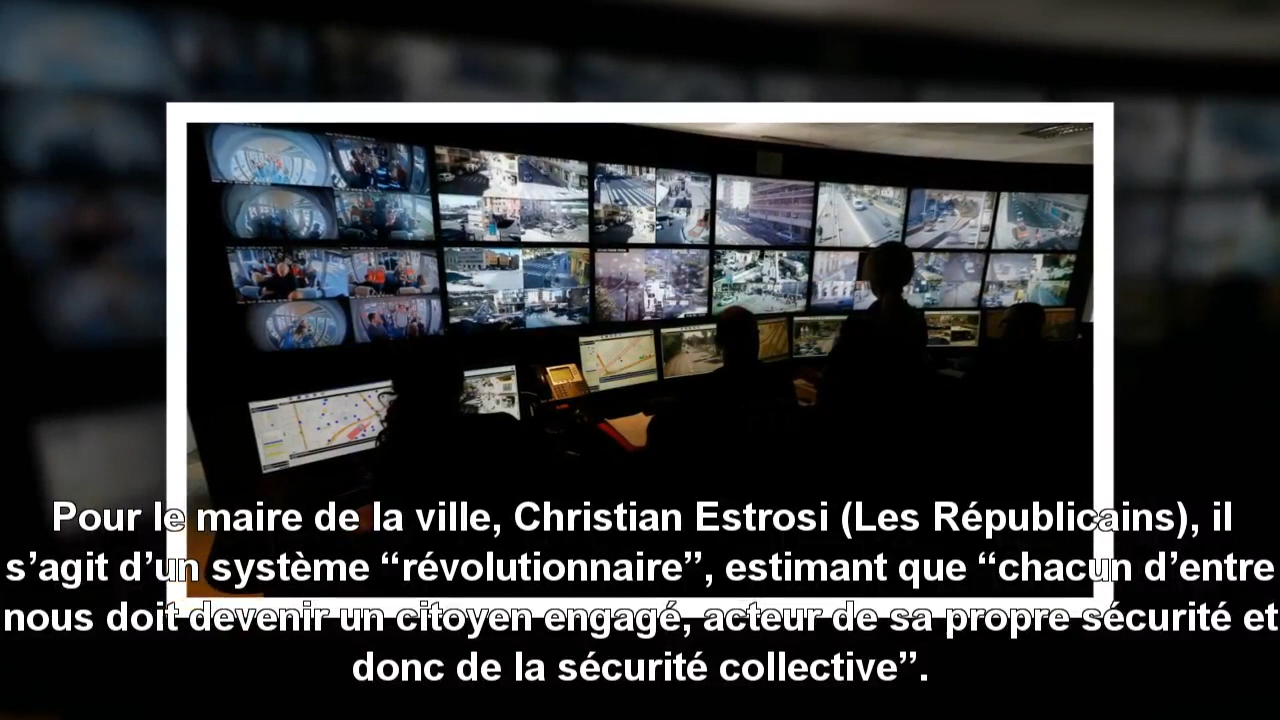 Pour le maire de la ville, Christian Estrosi (Les Républicains), il
s’agit d’un système “révolutionnaire”, estimant que “chacun d’entre
nous doit devenir un citoyen engagé, acteur de sa propre sécurité et
donc de la sécurité collective”.